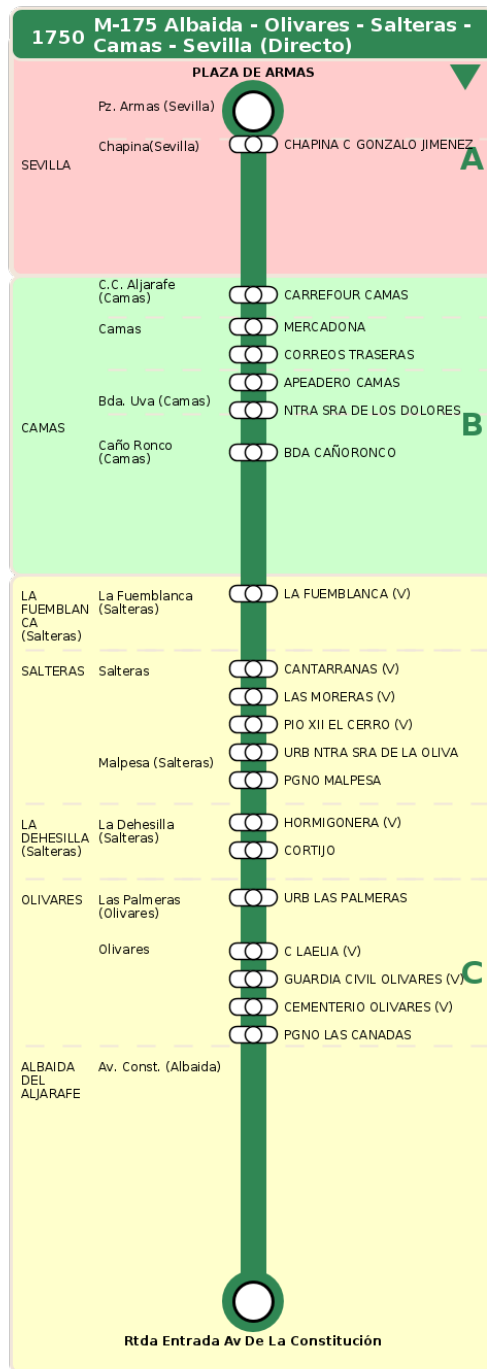 1750
M-175 Albaida - Olivares - Salteras -
Camas - Sevilla (Directo)
PLAZA DE ARMAS
Pz. Armas (Sevilla)
Chapina(Sevilla)
CHAPINA C GONZALO JIMENEZ
A
SEVILLA
C.C. Aljarafe
(Camas)
CARREFOUR CAMAS
Camas
MERCADONA
CORREOS TRASERAS
APEADERO CAMAS
Bda. Uva (Camas)
NTRA SRA DE LOS DOLORES
CAMAS
B
Caño Ronco
(Camas)
BDA CAÑORONCO
LA
FUEMBLAN
CA
(Salteras)
La Fuemblanca
(Salteras)
LA FUEMBLANCA (V)
SALTERAS
Salteras
CANTARRANAS (V)
LAS MORERAS (V)
PIO XII EL CERRO (V)
URB NTRA SRA DE LA OLIVA
Malpesa (Salteras)
PGNO MALPESA
LA
DEHESILLA
(Salteras)
La Dehesilla
(Salteras)
HORMIGONERA (V)
CORTIJO
OLIVARES
Las Palmeras
(Olivares)
URB LAS PALMERAS
Olivares
C LAELIA (V)
GUARDIA CIVIL OLIVARES (V)
C
CEMENTERIO OLIVARES (V)
PGNO LAS CANADAS
ALBAIDA
DEL
ALJARAFE
Av. Const. (Albaida)
Rtda Entrada Av De La Constitución